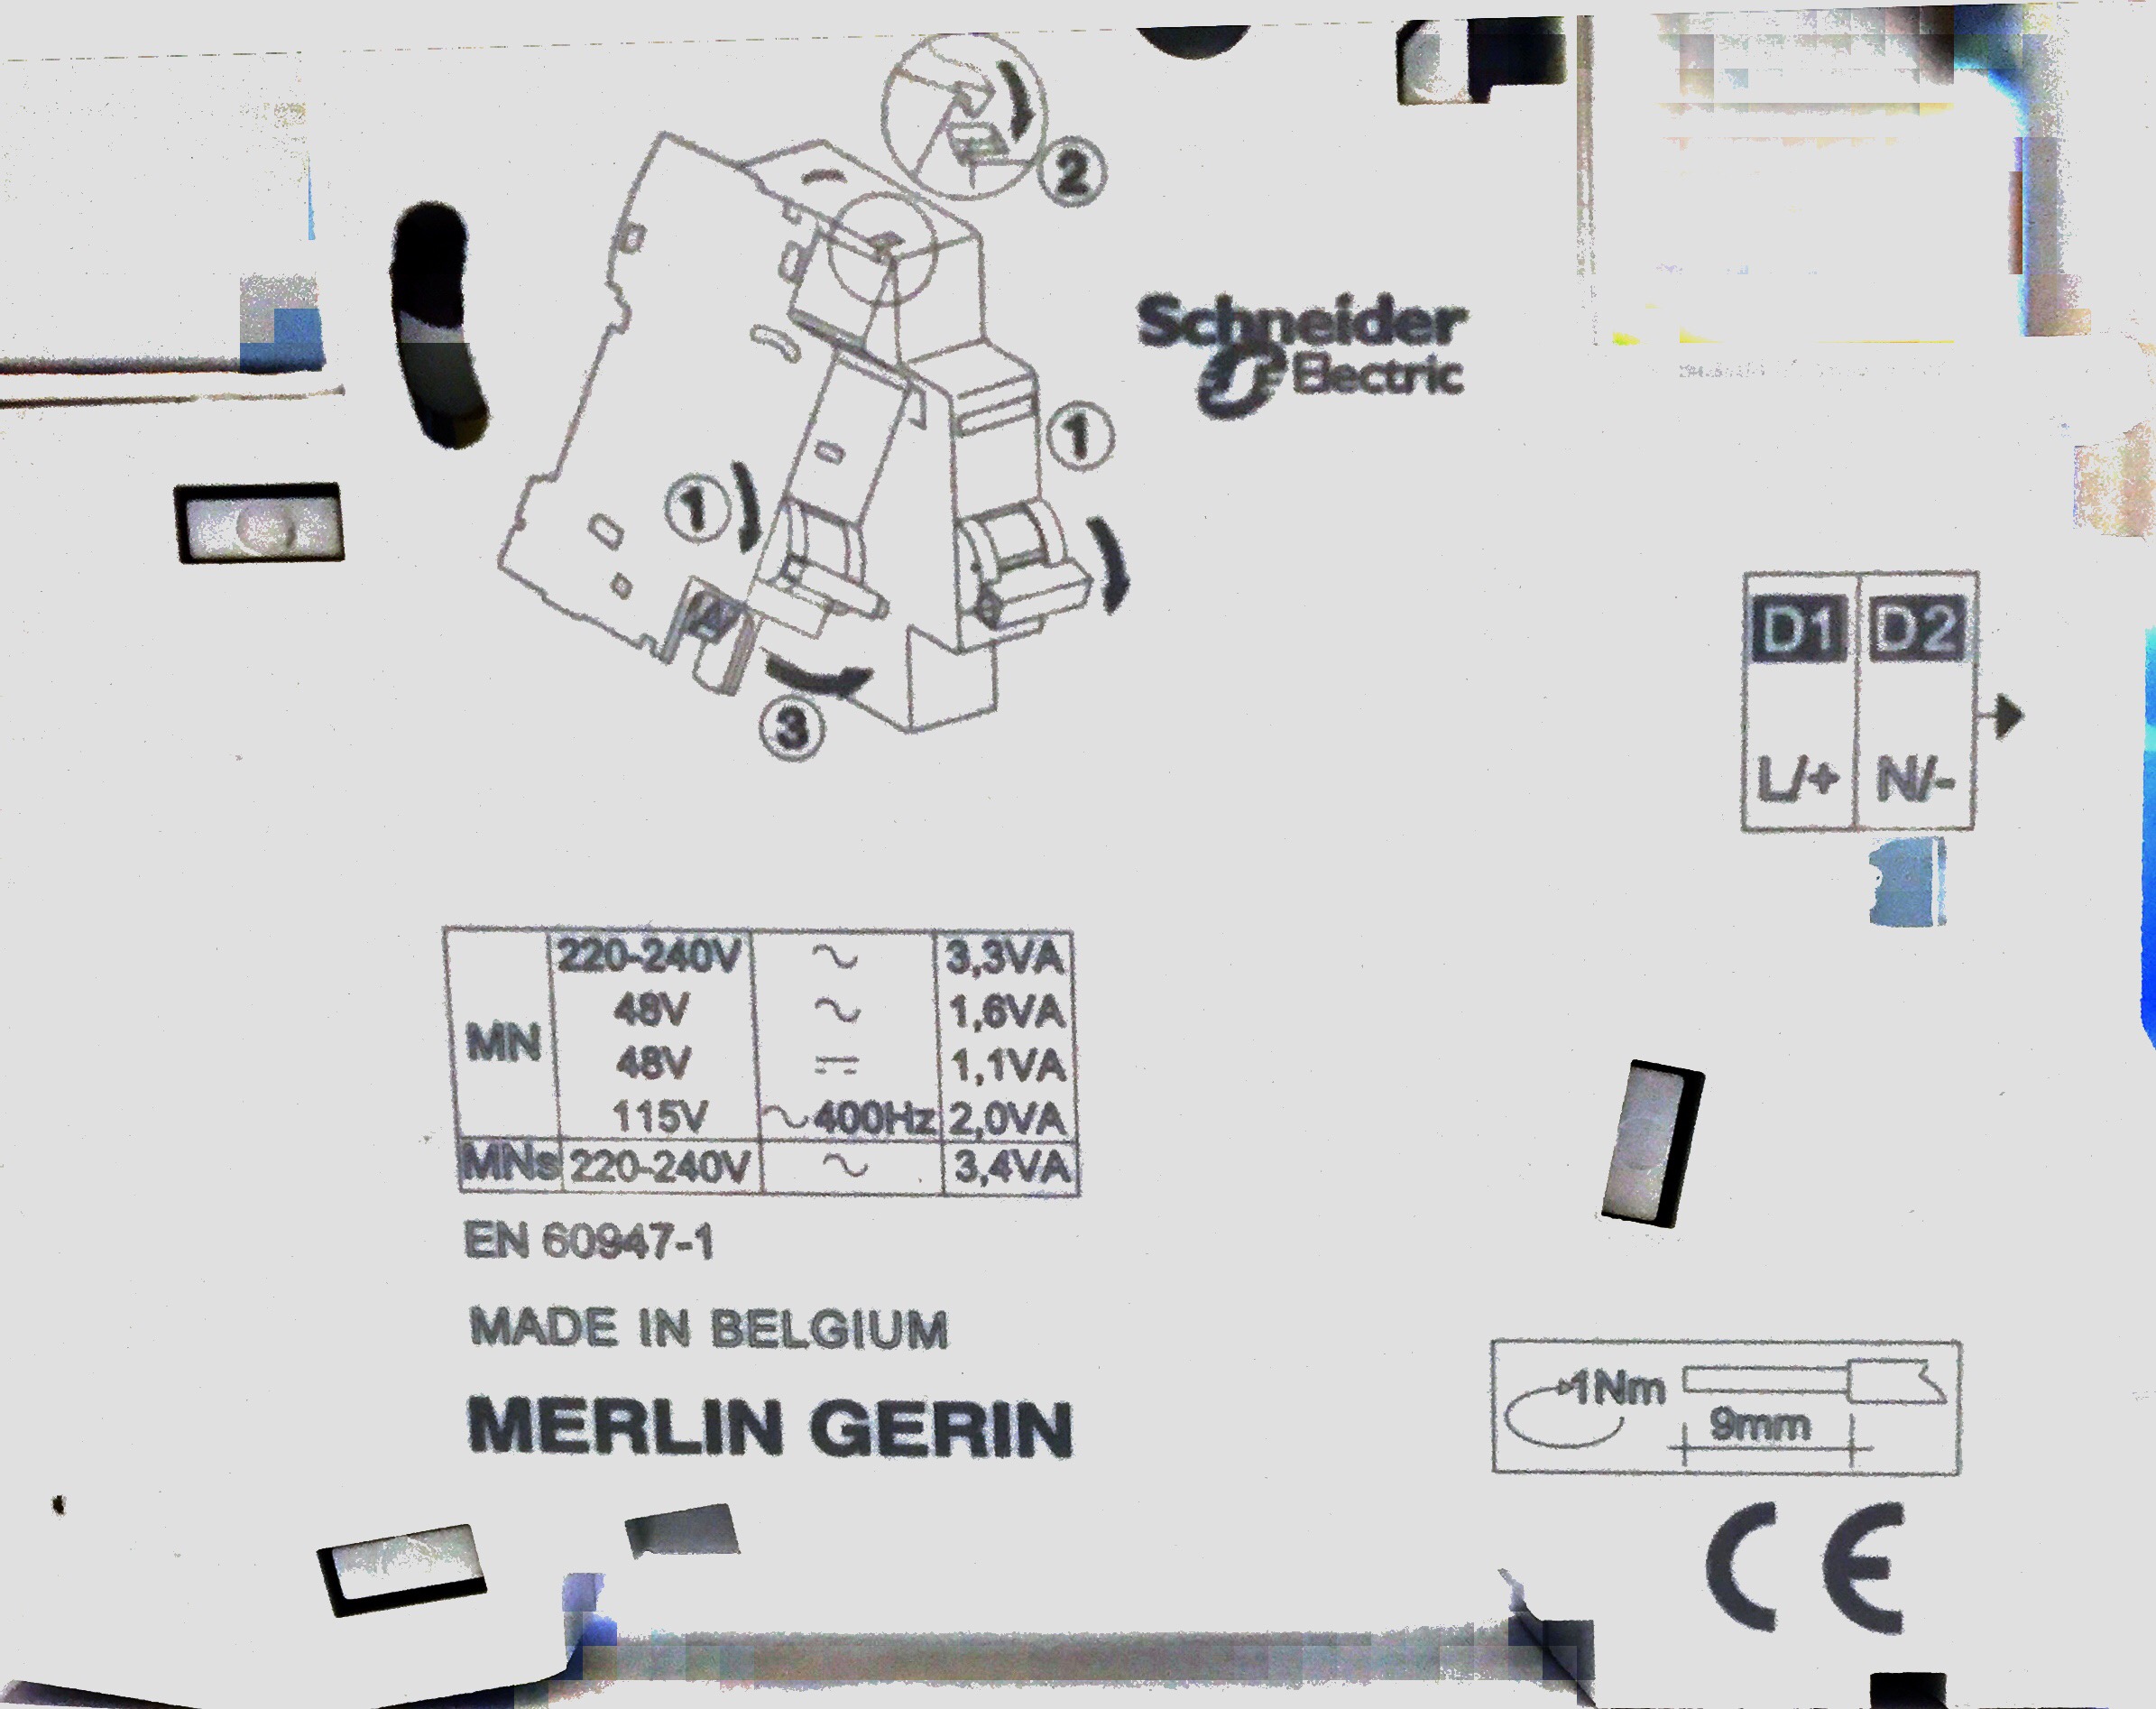 2
Schneider
Electric
1
1
3
D1 D2
L/+ N/-
MN 220-240V ~ 3,3VA
48V ~ 1,6VA
48V ⎓ 1,1VA
115V ~400Hz 2,0VA
MNs 220-240V ~ 3,4VA
EN 60947-1
MADE IN BELGIUM
MERLIN GERIN
1Nm
9mm
CE